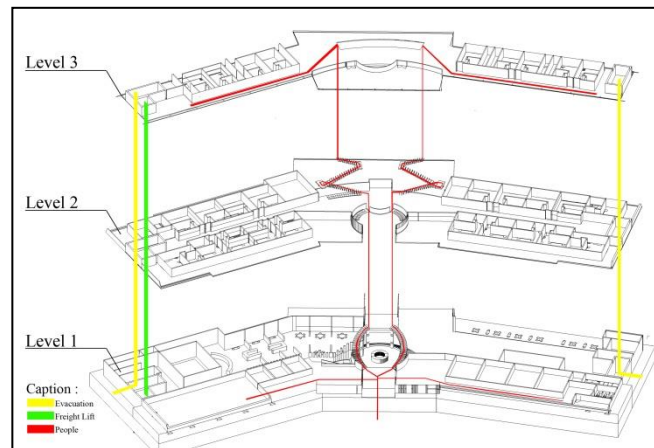 Level 3
Level 2
Level 1
Caption :
Evacuation
Freight Lift
People